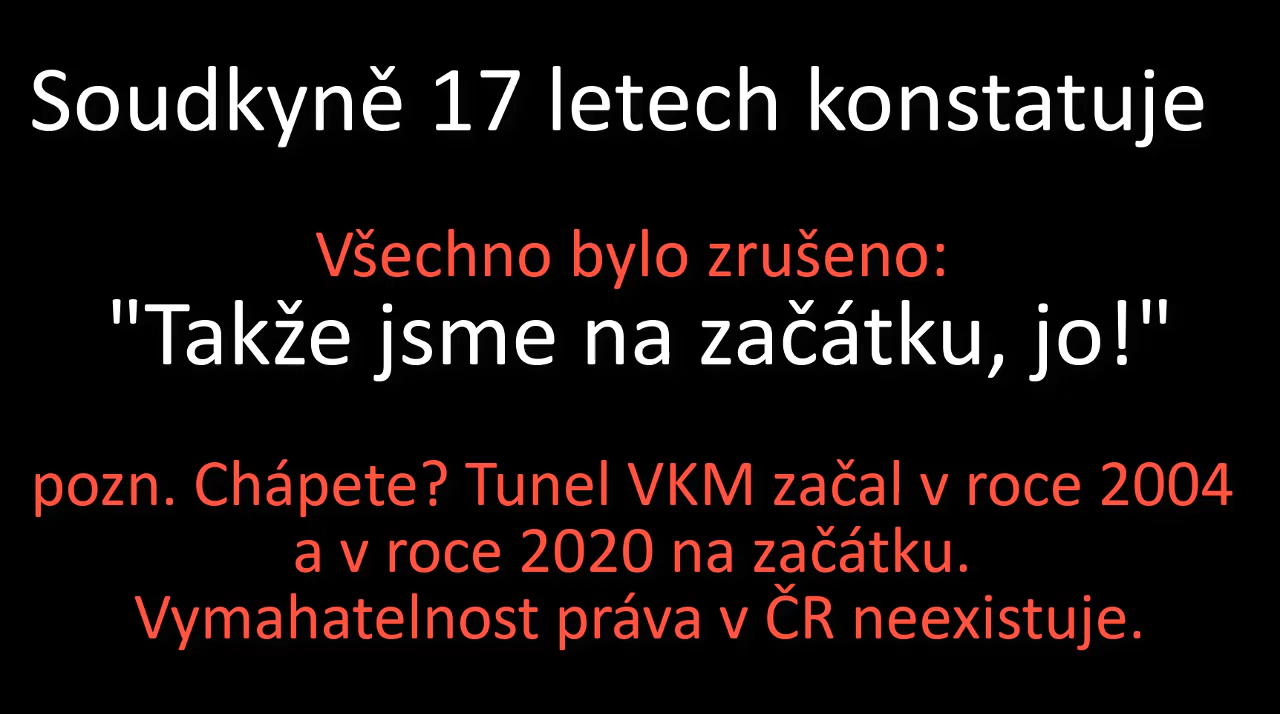 Soudkyně 17 letech konstatuje
Všechno bylo zrušeno:
"Takže jsme na začátku, jo!"
pozn. Chápete? Tunel VKM začal v roce 2004
a v roce 2020 na začátku.
Vymahatelnost práva v ČR neexistuje.